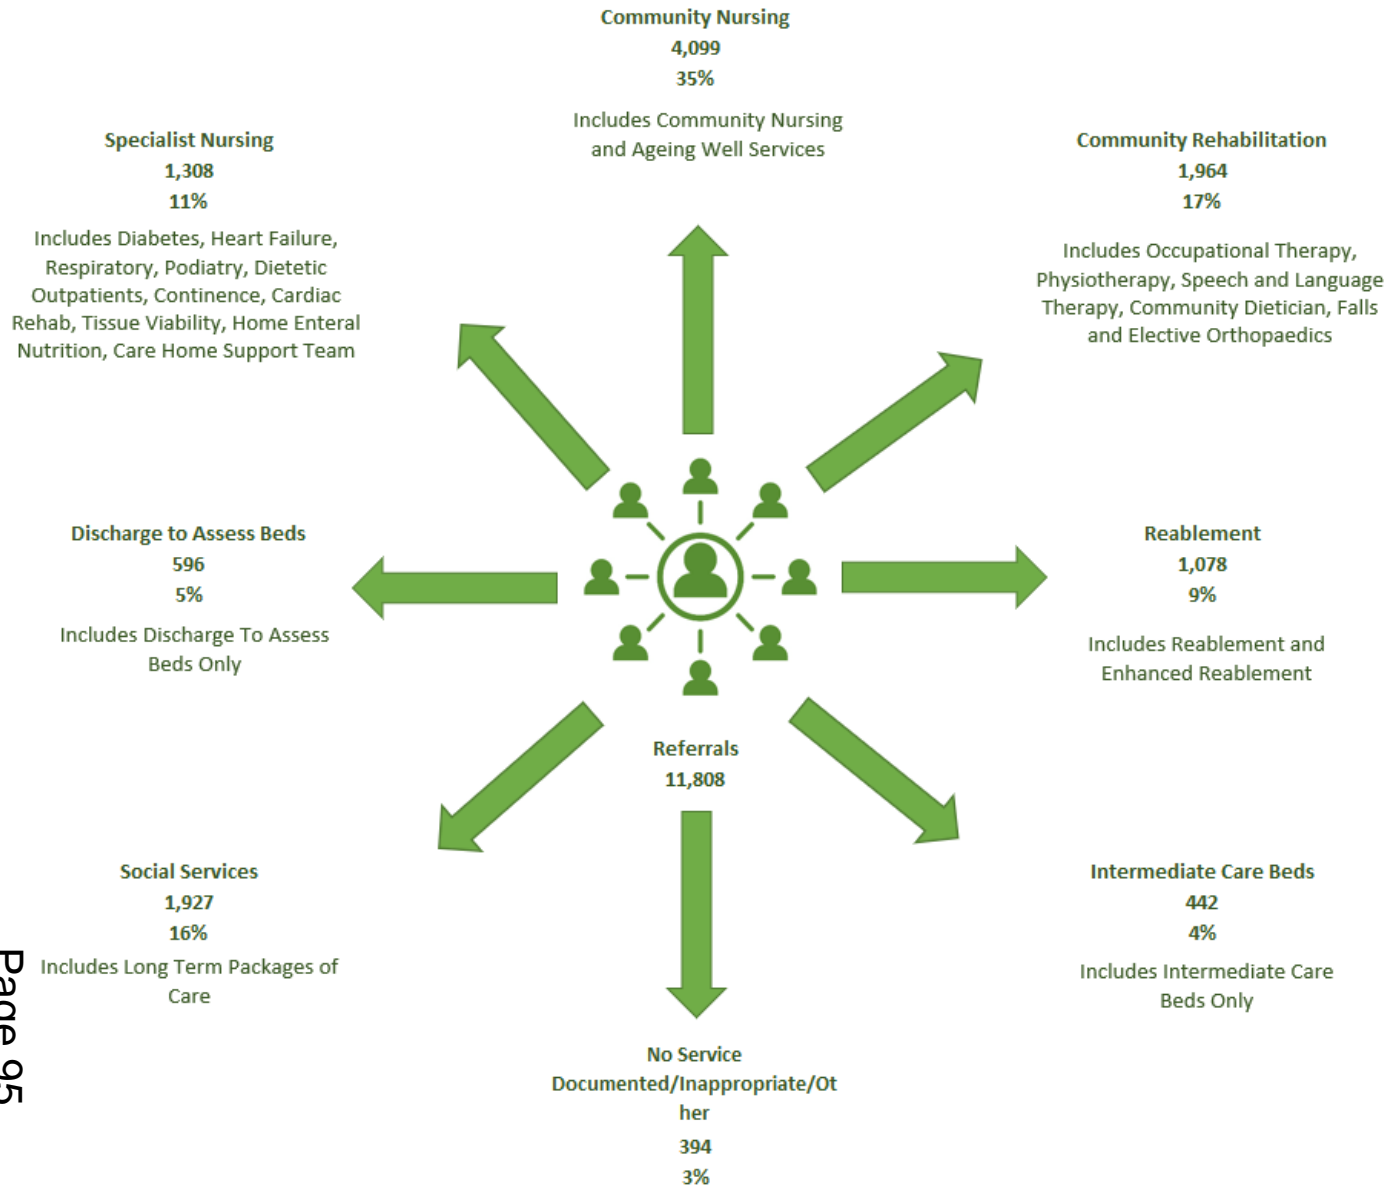 Community Nursing
4,099
35%
Includes Community Nursing
and Ageing Well Services
Specialist Nursing
1,308
11%
Includes Diabetes, Heart Failure,
Respiratory, Podiatry, Dietetic
Outpatients, Continence, Cardiac
Rehab, Tissue Viability, Home Enteral
Nutrition, Care Home Support Team
Community Rehabilitation
1,964
17%
Includes Occupational Therapy,
Physiotherapy, Speech and Language
Therapy, Community Dietician, Falls
and Elective Orthopaedics
Discharge to Assess Beds
596
5%
Includes Discharge To Assess
Beds Only
Reablement
1,078
9%
Includes Reablement and
Enhanced Reablement
Referrals
11,808
Social Services
1,927
16%
Includes Long Term Packages of
Care
Intermediate Care Beds
442
4%
Includes Intermediate Care
Beds Only
No Service
Documented/Inappropriate/Ot
her
394
3%
Page 95